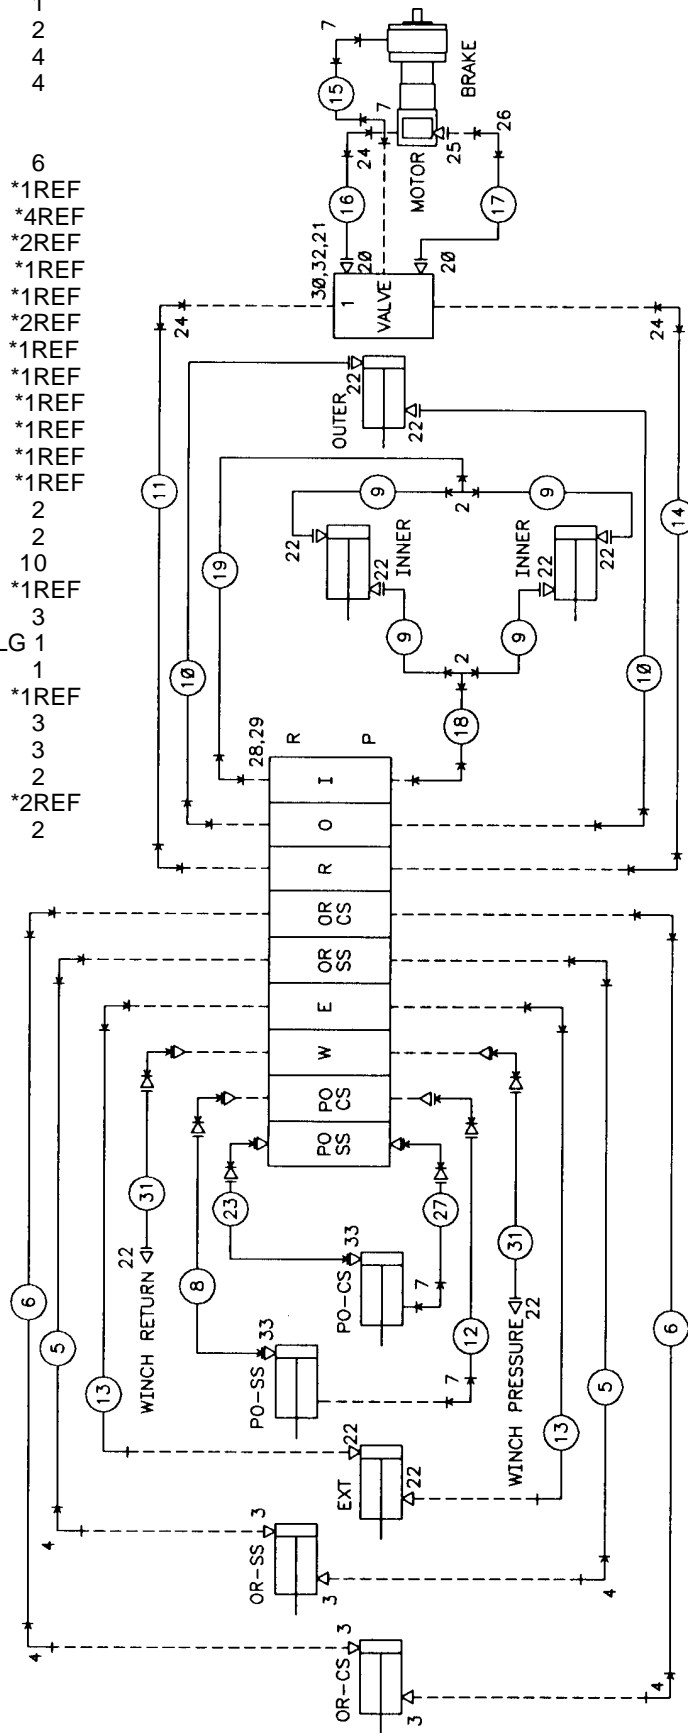 1
2
4
4
6
*1REF
*4REF
*2REF
*1REF
*1REF
*2REF
*1REF
*1REF
*1REF
*1REF
*1REF
*1REF
2
2
10
*1REF
3
LG 1
1
*1REF
3
3
2
*2REF
2
7
15
BRAKE
7
24
25
26
MOTOR
16
17
30,32,21
20
20
1
VALVE
24
24
22
OUTER
22
11
14
9
9
2
22
INNER
22
INNER
22
22
19
9
9
2
10
10
18
28,29
R
P
I
O
R
OR CS
OR SS
E
W
PO CS
PO SS
31
22
WINCH RETURN
23
27
8
33
PO-CS
7
12
31
22
WINCH PRESSURE
33
PO-SS
7
6
6
5
5
13
13
22
EXT
22
4
3
OR-SS
3
4
4
3
OR-CS
3
4